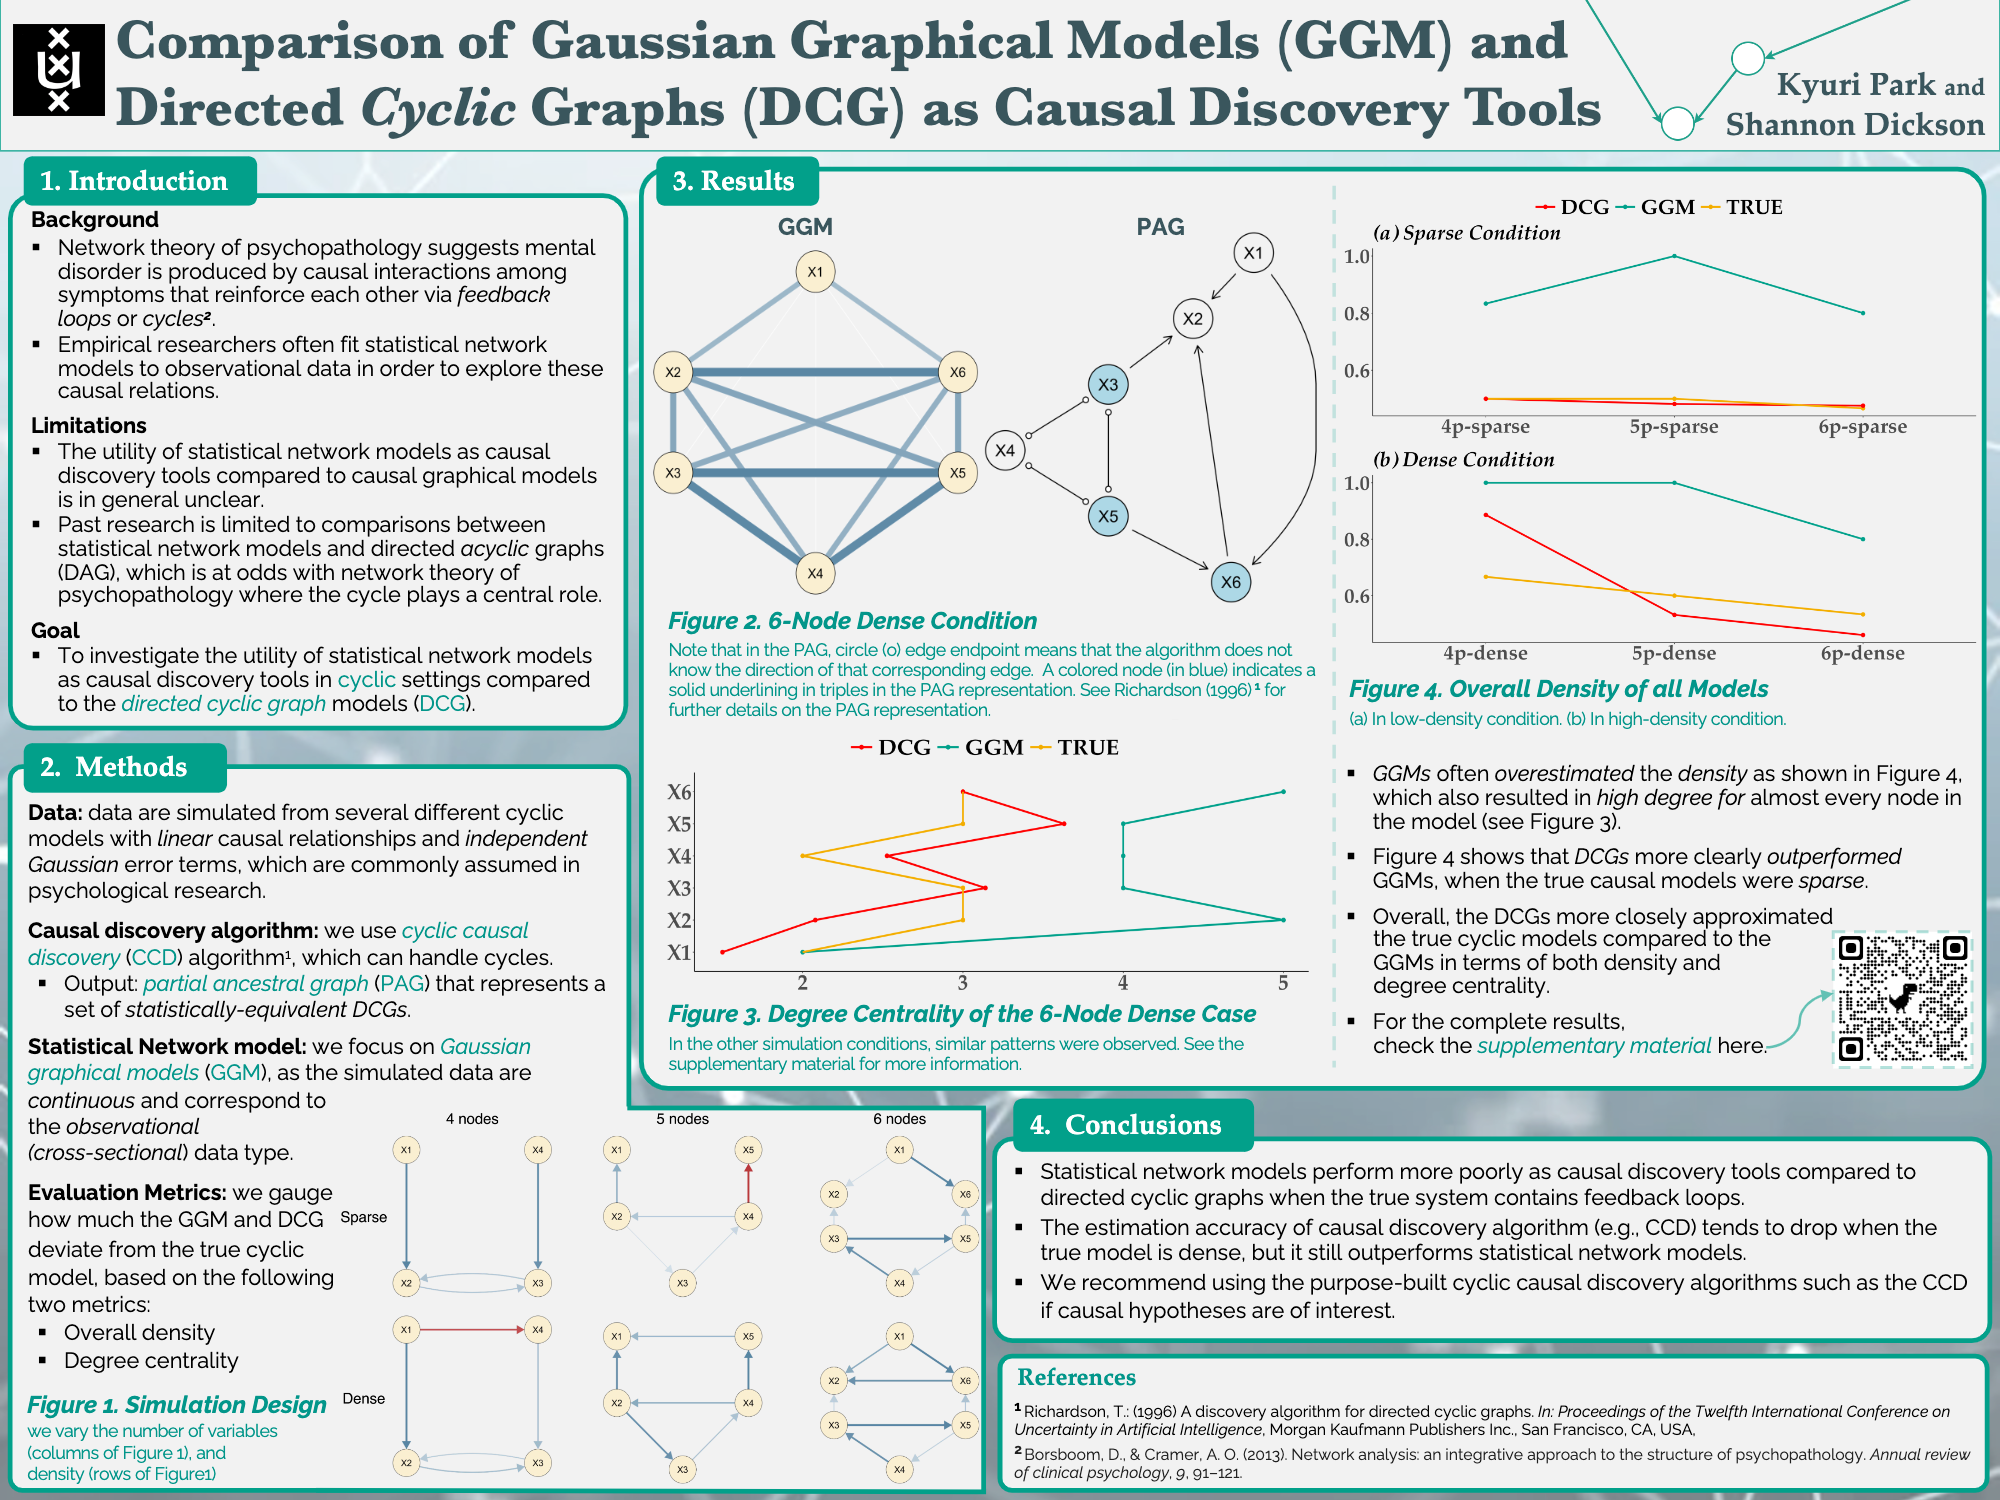 Comparison of Gaussian Graphical Models (GGM) and
Directed Cyclic Graphs (DCG) as Causal Discovery Tools
Kyuri Park and
Shannon Dickson
1. Introduction
Background
▪ Network theory of psychopathology suggests mental
disorder is produced by causal interactions among
symptoms that reinforce each other via feedback
loops or cycles².
▪ Empirical researchers often fit statistical network
models to observational data in order to explore these
causal relations.
Limitations
▪ The utility of statistical network models as causal
discovery tools compared to causal graphical models
is in general unclear.
▪ Past research is limited to comparisons between
statistical network models and directed acyclic graphs
(DAG), which is at odds with network theory of
psychopathology where the cycle plays a central role.
Goal
▪ To investigate the utility of statistical network models
as causal discovery tools in cyclic settings compared
to the directed cyclic graph models (DCG).
2. Methods
Data: data are simulated from several different cyclic
models with linear causal relationships and independent
Gaussian error terms, which are commonly assumed in
psychological research.
Causal discovery algorithm: we use cyclic causal
discovery (CCD) algorithm¹, which can handle cycles.
▪ Output: partial ancestral graph (PAG) that represents a
set of statistically-equivalent DCGs.
Statistical Network model: we focus on Gaussian
graphical models (GGM), as the simulated data are
continuous and correspond to
the observational
(cross-sectional) data type.
Evaluation Metrics: we gauge
how much the GGM and DCG
deviate from the true cyclic
model, based on the following
two metrics:
▪ Overall density
▪ Degree centrality
Figure 1. Simulation Design
we vary the number of variables
(columns of Figure 1), and
density (rows of Figure1)
4 nodes 5 nodes 6 nodes
Sparse
X1 X4
X2 X3
X1 X5
X2 X4
X3
X1
X2 X6
X3 X5
X4
Dense
X1 X4
X2 X3
X1 X5
X2 X4
X3
X1
X2 X6
X3 X5
X4
3. Results
GGM
X1
X2 X6
X3 X5
X4
PAG
X1
X2
X3
X4
X5
X6
Figure 2. 6-Node Dense Condition
Note that in the PAG, circle (o) edge endpoint means that the algorithm does not
know the direction of that corresponding edge. A colored node (in blue) indicates a
solid underlining in triples in the PAG representation. See Richardson (1996)¹ for
further details on the PAG representation.
DCG GGM TRUE
X6
X5
X4
X3
X2
X1
2 3 4 5
Figure 3. Degree Centrality of the 6-Node Dense Case
In the other simulation conditions, similar patterns were observed. See the
supplementary material for more information.
DCG GGM TRUE
(a) Sparse Condition
1.0
0.8
0.6
4p-sparse 5p-sparse 6p-sparse
(b) Dense Condition
1.0
0.8
0.6
4p-dense 5p-dense 6p-dense
Figure 4. Overall Density of all Models
(a) In low-density condition. (b) In high-density condition.
▪ GGMs often overestimated the density as shown in Figure 4,
which also resulted in high degree for almost every node in
the model (see Figure 3).
▪ Figure 4 shows that DCGs more clearly outperformed
GGMs, when the true causal models were sparse.
▪ Overall, the DCGs more closely approximated
the true cyclic models compared to the
GGMs in terms of both density and
degree centrality.
▪ For the complete results,
check the supplementary material here.
4. Conclusions
▪ Statistical network models perform more poorly as causal discovery tools compared to
directed cyclic graphs when the true system contains feedback loops.
▪ The estimation accuracy of causal discovery algorithm (e.g., CCD) tends to drop when the
true model is dense, but it still outperforms statistical network models.
▪ We recommend using the purpose-built cyclic causal discovery algorithms such as the CCD
if causal hypotheses are of interest.
References
¹ Richardson, T.: (1996) A discovery algorithm for directed cyclic graphs. In: Proceedings of the Twelfth International Conference on
Uncertainty in Artificial Intelligence, Morgan Kaufmann Publishers Inc., San Francisco, CA, USA,
² Borsboom, D., & Cramer, A. O. (2013). Network analysis: an integrative approach to the structure of psychopathology. Annual review
of clinical psychology, 9, 91–121.